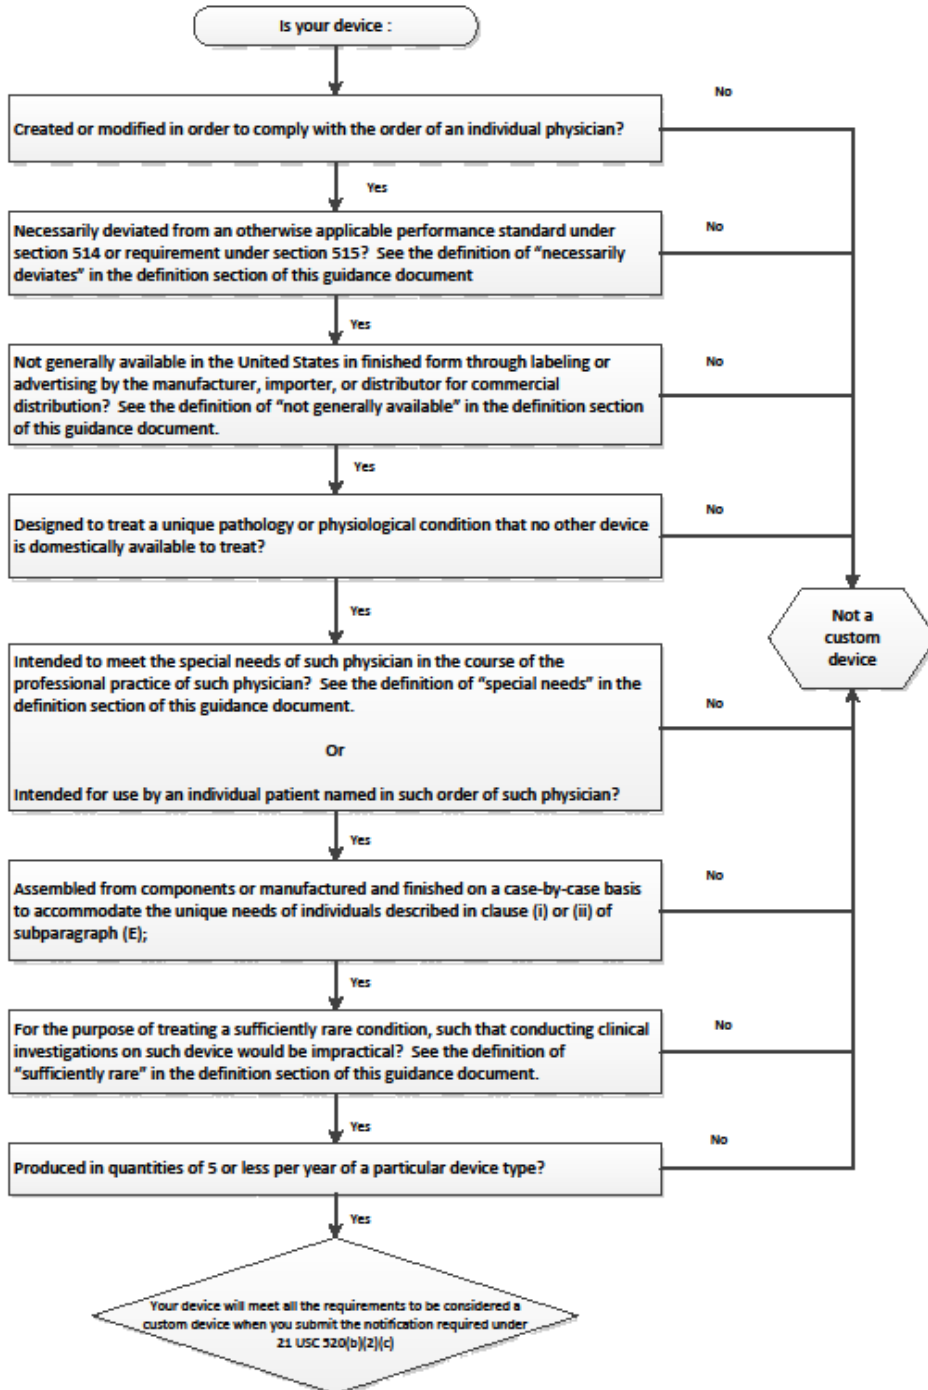 Is your device :
No
Created or modified in order to comply with the order of an individual physician?
Yes
Necessarily deviated from an otherwise applicable performance standard under
section 514 or requirement under section 515? See the definition of “necessarily
deviates” in the definition section of this guidance document
No
Yes
Not generally available in the United States in finished form through labeling or
advertising by the manufacturer, importer, or distributor for commercial
distribution? See the definition of “not generally available” in the definition section
of this guidance document.
No
Yes
Designed to treat a unique pathology or physiological condition that no other device
is domestically available to treat?
No
Yes
Not a
custom
device
Intended to meet the special needs of such physician in the course of the
professional practice of such physician? See the definition of “special needs” in the
definition section of this guidance document.
Or
Intended for use by an individual patient named in such order of such physician?
No
Yes
Assembled from components or manufactured and finished on a case-by-case basis
to accommodate the unique needs of individuals described in clause (i) or (ii) of
subparagraph (E);
No
Yes
For the purpose of treating a sufficiently rare condition, such that conducting clinical
investigations on such device would be impractical? See the definition of
“sufficiently rare” in the definition section of this guidance document.
No
Yes
Produced in quantities of 5 or less per year of a particular device type?
No
Yes
Your device will meet all the requirements to be considered a
custom device when you submit the notification required under
21 USC 520(b)(2)(c)